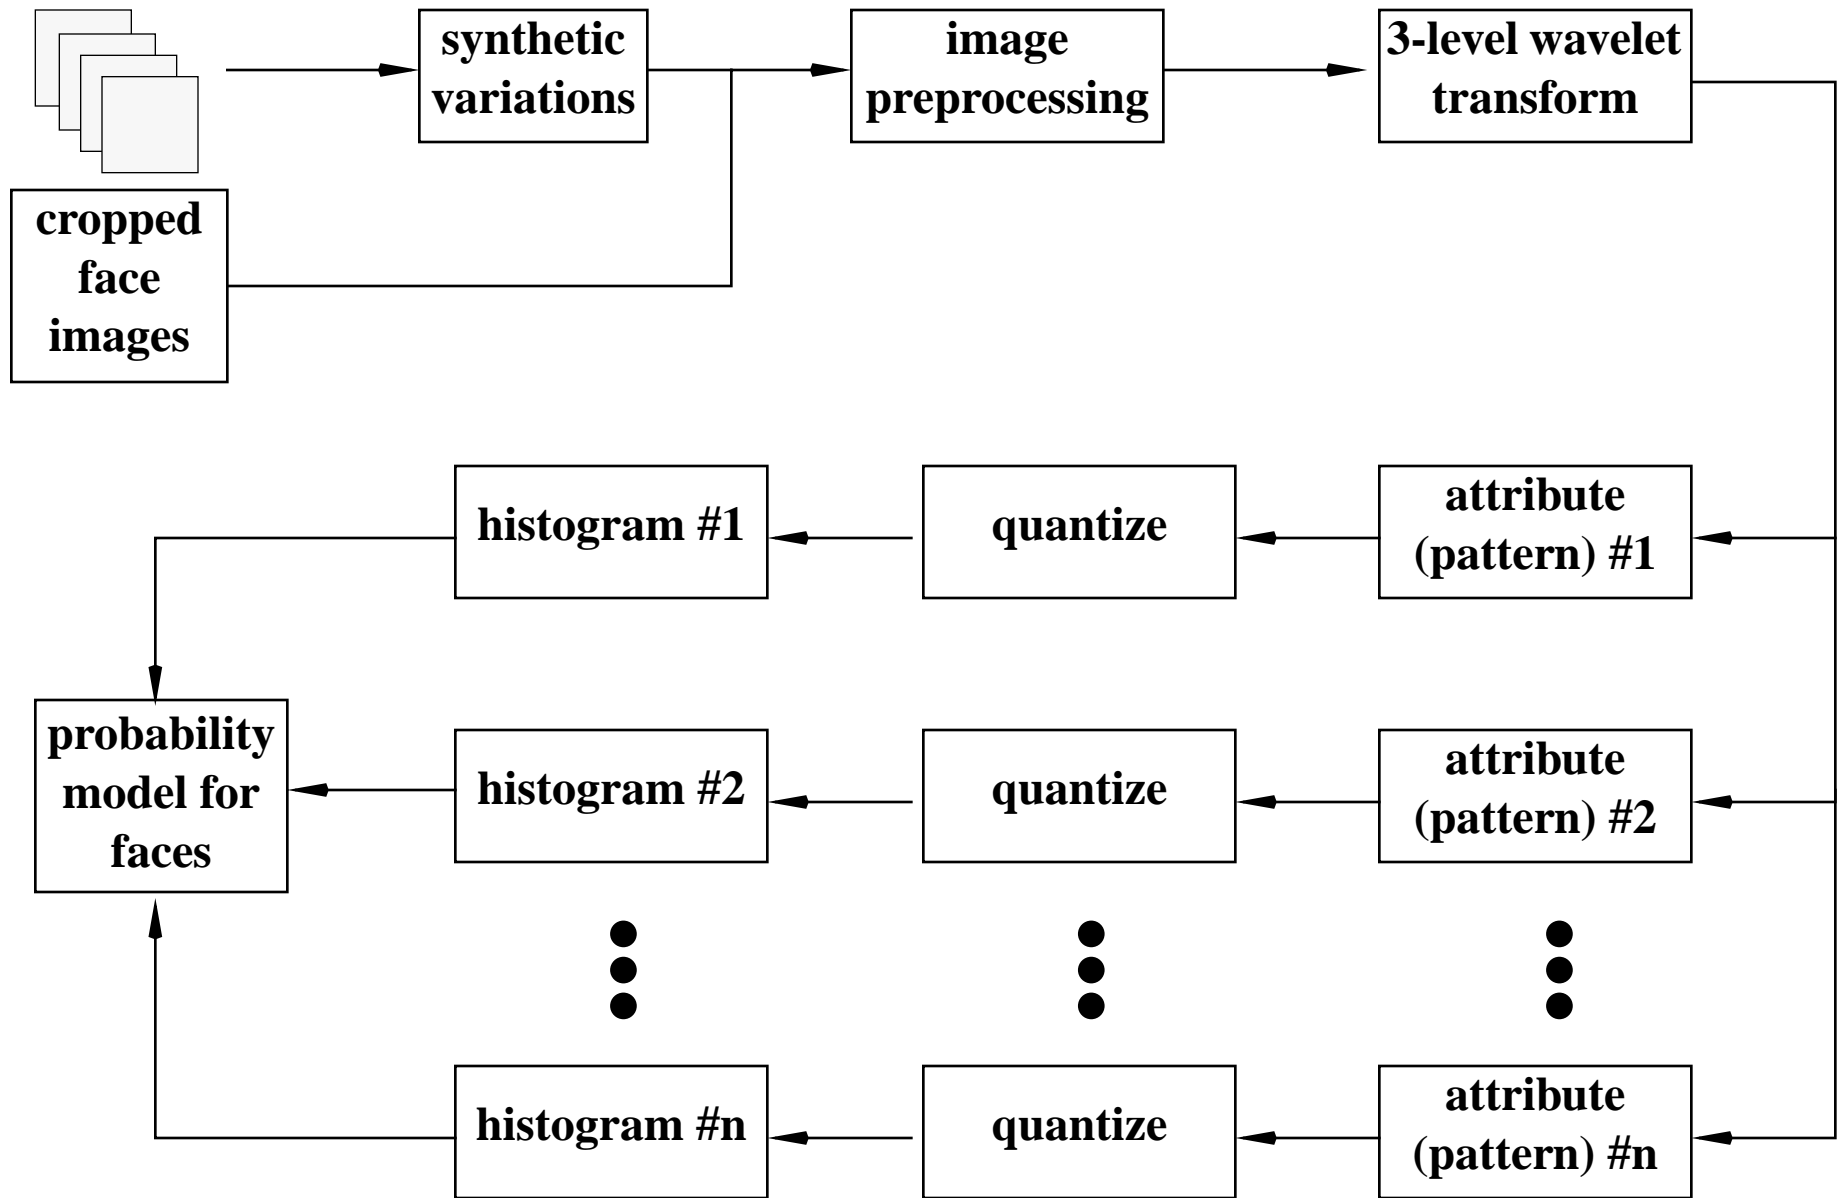 synthetic
variations
image
preprocessing
3-level wavelet
transform
cropped
face
images
histogram #1
quantize
attribute
(pattern) #1
probability
model for
faces
histogram #2
quantize
attribute
(pattern) #2
histogram #n
quantize
attribute
(pattern) #n